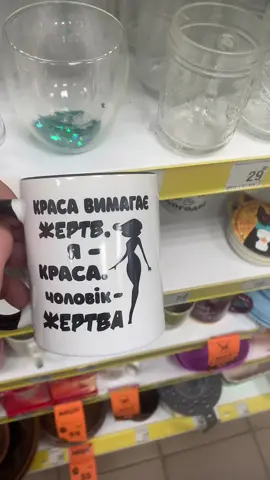 КРАСА ВИМАГАЄ
ЖЕРТВ.
Я –
КРАСА.
ЧОЛОВІК –
ЖЕРТВА
29